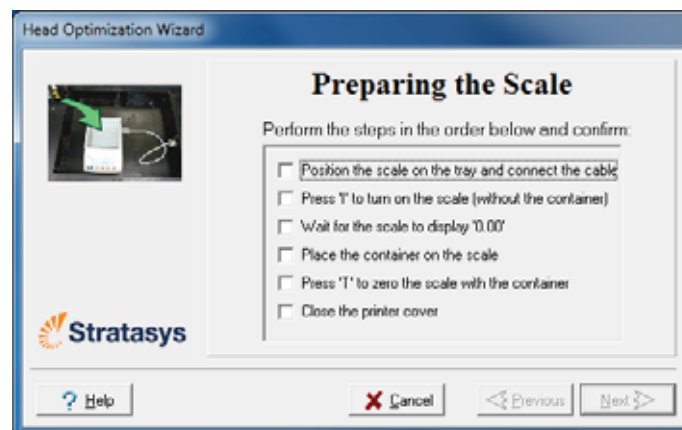 Head Optimization Wizard
Preparing the Scale
Perform the steps in the order below and confirm:
Position the scale on the tray and connect the cable
Press 'I' to turn on the scale (without the container)
Wait for the scale to display '0.00'
Place the container on the scale
Press 'T' to zero the scale with the container
Close the printer cover
Stratasys
? Help
Cancel
Previous
Next